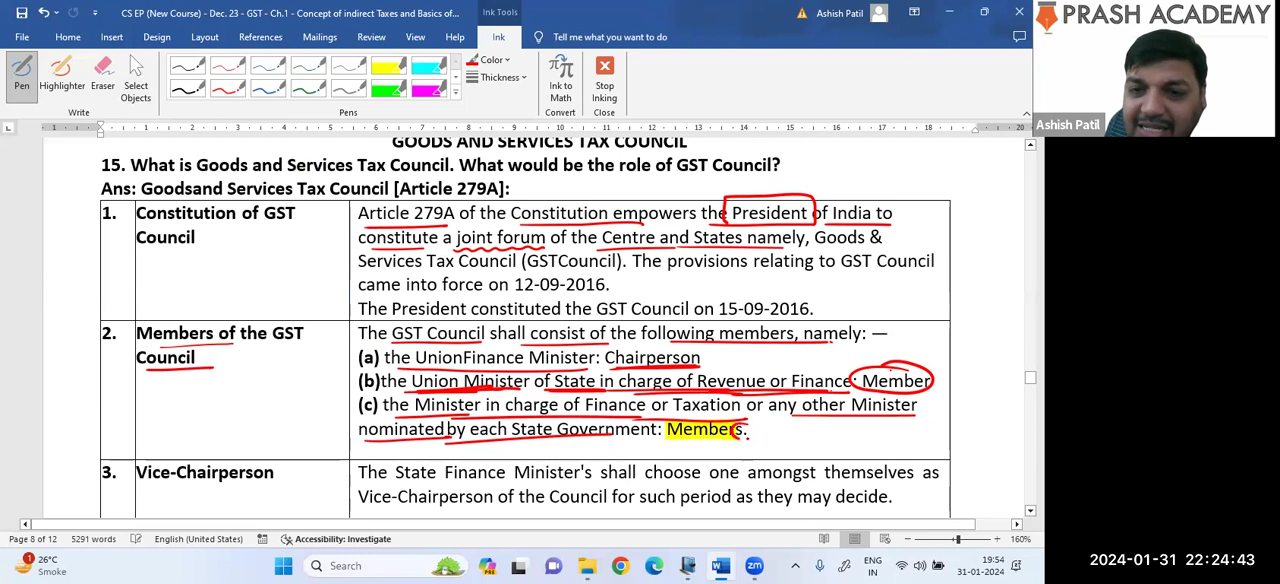 CS EP (New Course) - Dec. 23 - GST - Ch.1 - Concept of indirect Taxes and Basics of...
Ink Tools
Ashish Patil
PRASH ACADEMY
File Home Insert Design Layout References Mailings Review View Help Ink Tell me what you want to do
Pen
Highlighter
Eraser
Select
Objects
Color
Thickness
Ink to
Math
Stop
Inking
Write
Pens
Convert
Close
Ashish Patil
GOODS AND SERVICES TAX COUNCIL
15. What is Goods and Services Tax Council. What would be the role of GST Council?
Ans: Goodsand Services Tax Council [Article 279A]:
1.
Constitution of GST
Council
Article 279A of the Constitution empowers the President of India to
constitute a joint forum of the Centre and States namely, Goods &
Services Tax Council (GSTCouncil). The provisions relating to GST Council
came into force on 12-09-2016.
The President constituted the GST Council on 15-09-2016.
2.
Members of the GST
Council
The GST Council shall consist of the following members, namely: —
(a) the UnionFinance Minister: Chairperson
(b)the Union Minister of State in charge of Revenue or Finance: Member
(c) the Minister in charge of Finance or Taxation or any other Minister
nominated by each State Government: Members.
3.
Vice-Chairperson
The State Finance Minister's shall choose one amongst themselves as
Vice-Chairperson of the Council for such period as they may decide.
Page 8 of 12 5291 words English (United States) Accessibility: Investigate 160%
26°C
Smoke
Search
ENG
IN
19:54
31-01-2024
2024-01-31 22:24:43